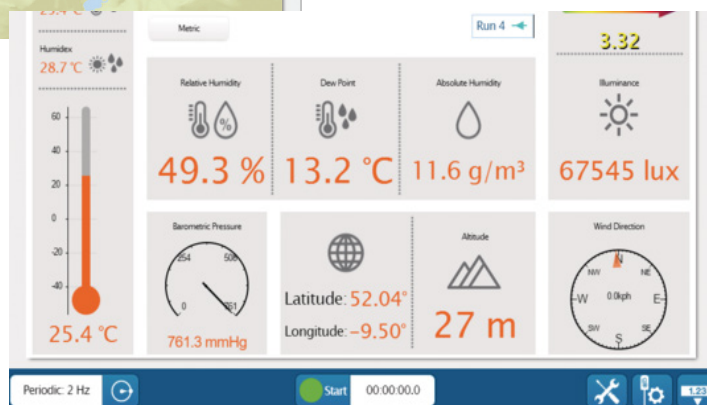 Metric
Run 4
3.32
Humidex
28.7 °C
Relative Humidity
49.3 %
Dew Point
13.2 °C
Absolute Humidity
11.6 g/m³
Illuminance
67545 lux
60
40
20
0
-20
-40
25.4 °C
Barometric Pressure
254
508
0
761
761.3 mmHg
Latitude: 52.04°
Longitude: -9.50°
Altitude
27 m
Wind Direction
N
NW
NE
W
0.0kph
E
SW
SE
S
Periodic: 2 Hz
Start
00:00:00.0
1.23